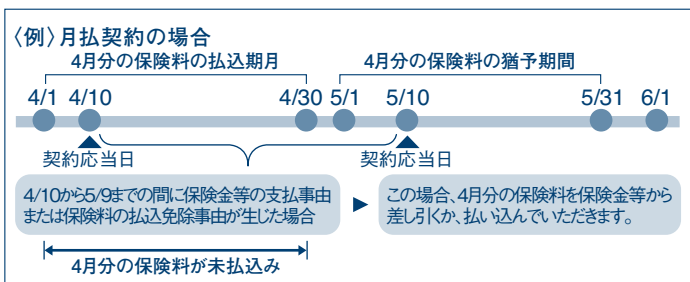 〈例〉月払契約の場合
4月分の保険料の払込期月 4月分の保険料の猶予期間
4/1 4/10 4/30 5/1 5/10 5/31 6/1
契約応当日 契約応当日
4/10から5/9までの間に保険金等の支払事由
または保険料の払込免除事由が生じた場合
この場合、4月分の保険料を保険金等から
差し引くか、払い込んでいただきます。
4月分の保険料が未払込み